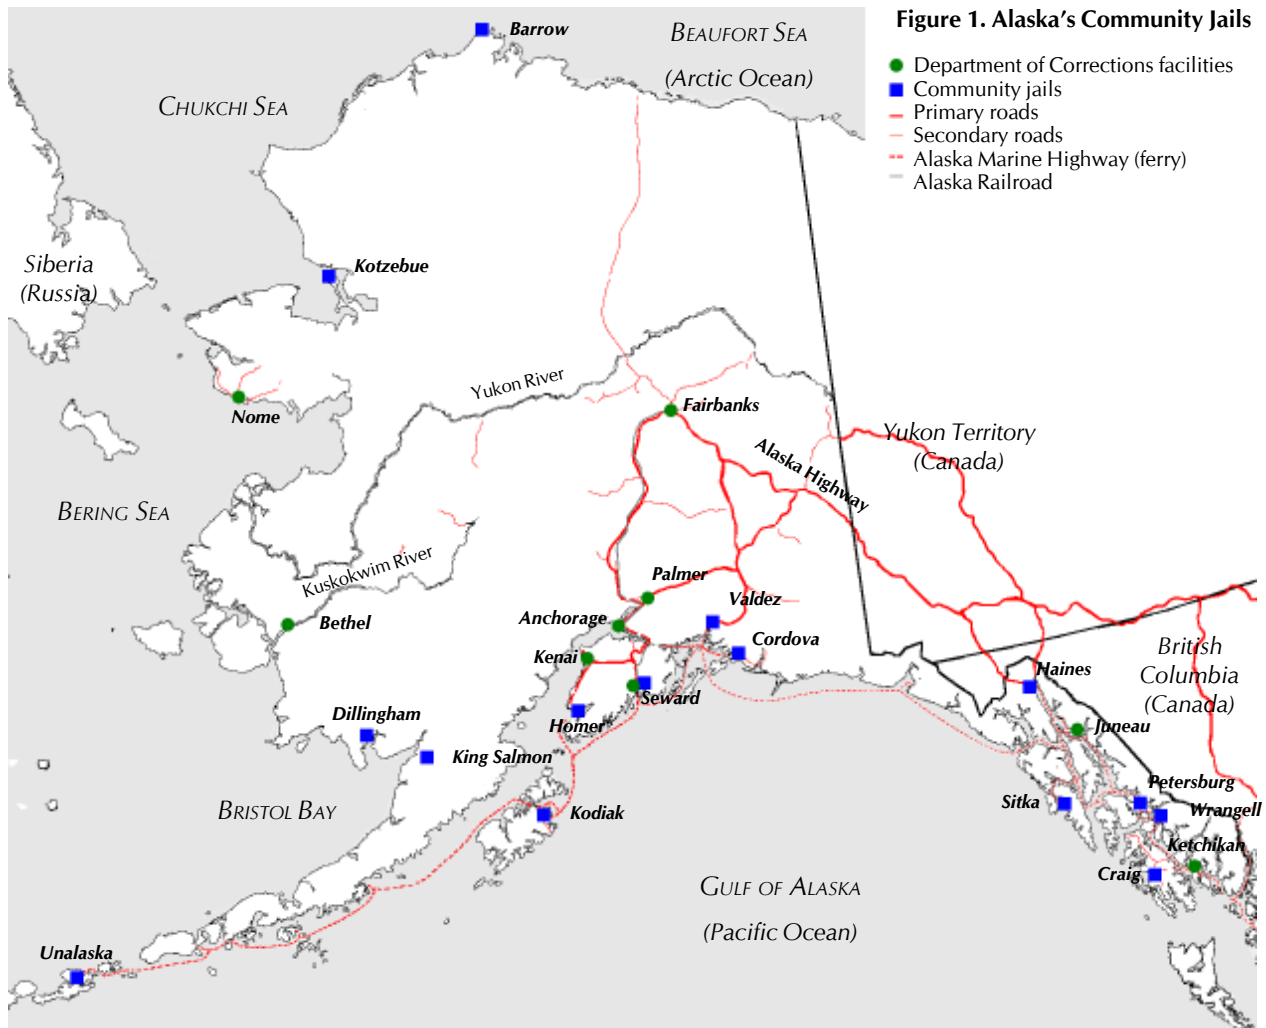 Figure 1. Alaska's Community Jails
Department of Corrections facilities
Community jails
Primary roads
Secondary roads
Alaska Marine Highway (ferry)
Alaska Railroad
Barrow
BEAUFORT SEA
(Arctic Ocean)
CHUKCHI SEA
Siberia
(Russia)
Kotzebue
Yukon River
Nome
Fairbanks
Yukon Territory
(Canada)
Alaska Highway
BERING SEA
Kuskokwim River
Palmer
Valdez
Anchorage
Bethel
Cordova
Kenai
British
Columbia
(Canada)
Haines
Seward
Dillingham
Homer
Juneau
King Salmon
Petersburg
Sitka
Wrangell
BRISTOL BAY
Kodiak
Ketchikan
Craig
GULF OF ALASKA
(Pacific Ocean)
Unalaska